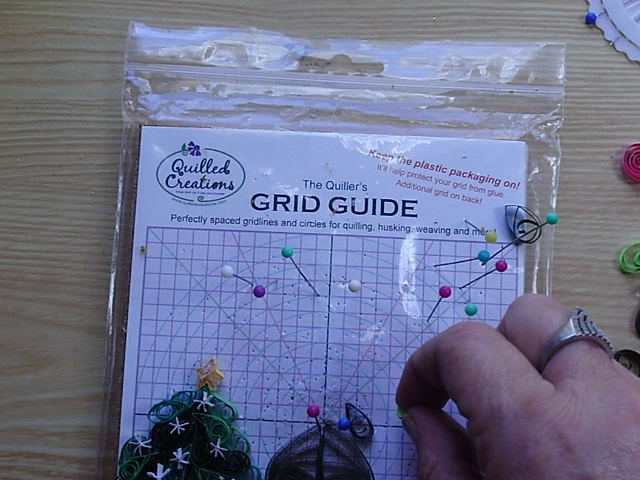 Quilled
Creations
Keep the plastic packaging on!
It'll help protect your grid from glue.
Additional grid on back!
The Quiller's
GRID GUIDE
Perfectly spaced gridlines and circles for quilling, husking, weaving and more